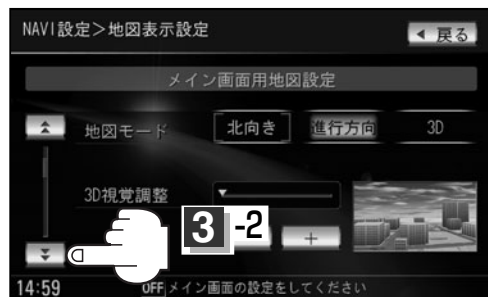 NAVI設定＞地図表示設定
戻る
メイン画面用地図設定
地図モード 北向き 進行方向 3D
3D視覚調整
3 -2
+
14:59 OFF メイン画面の設定をしてください